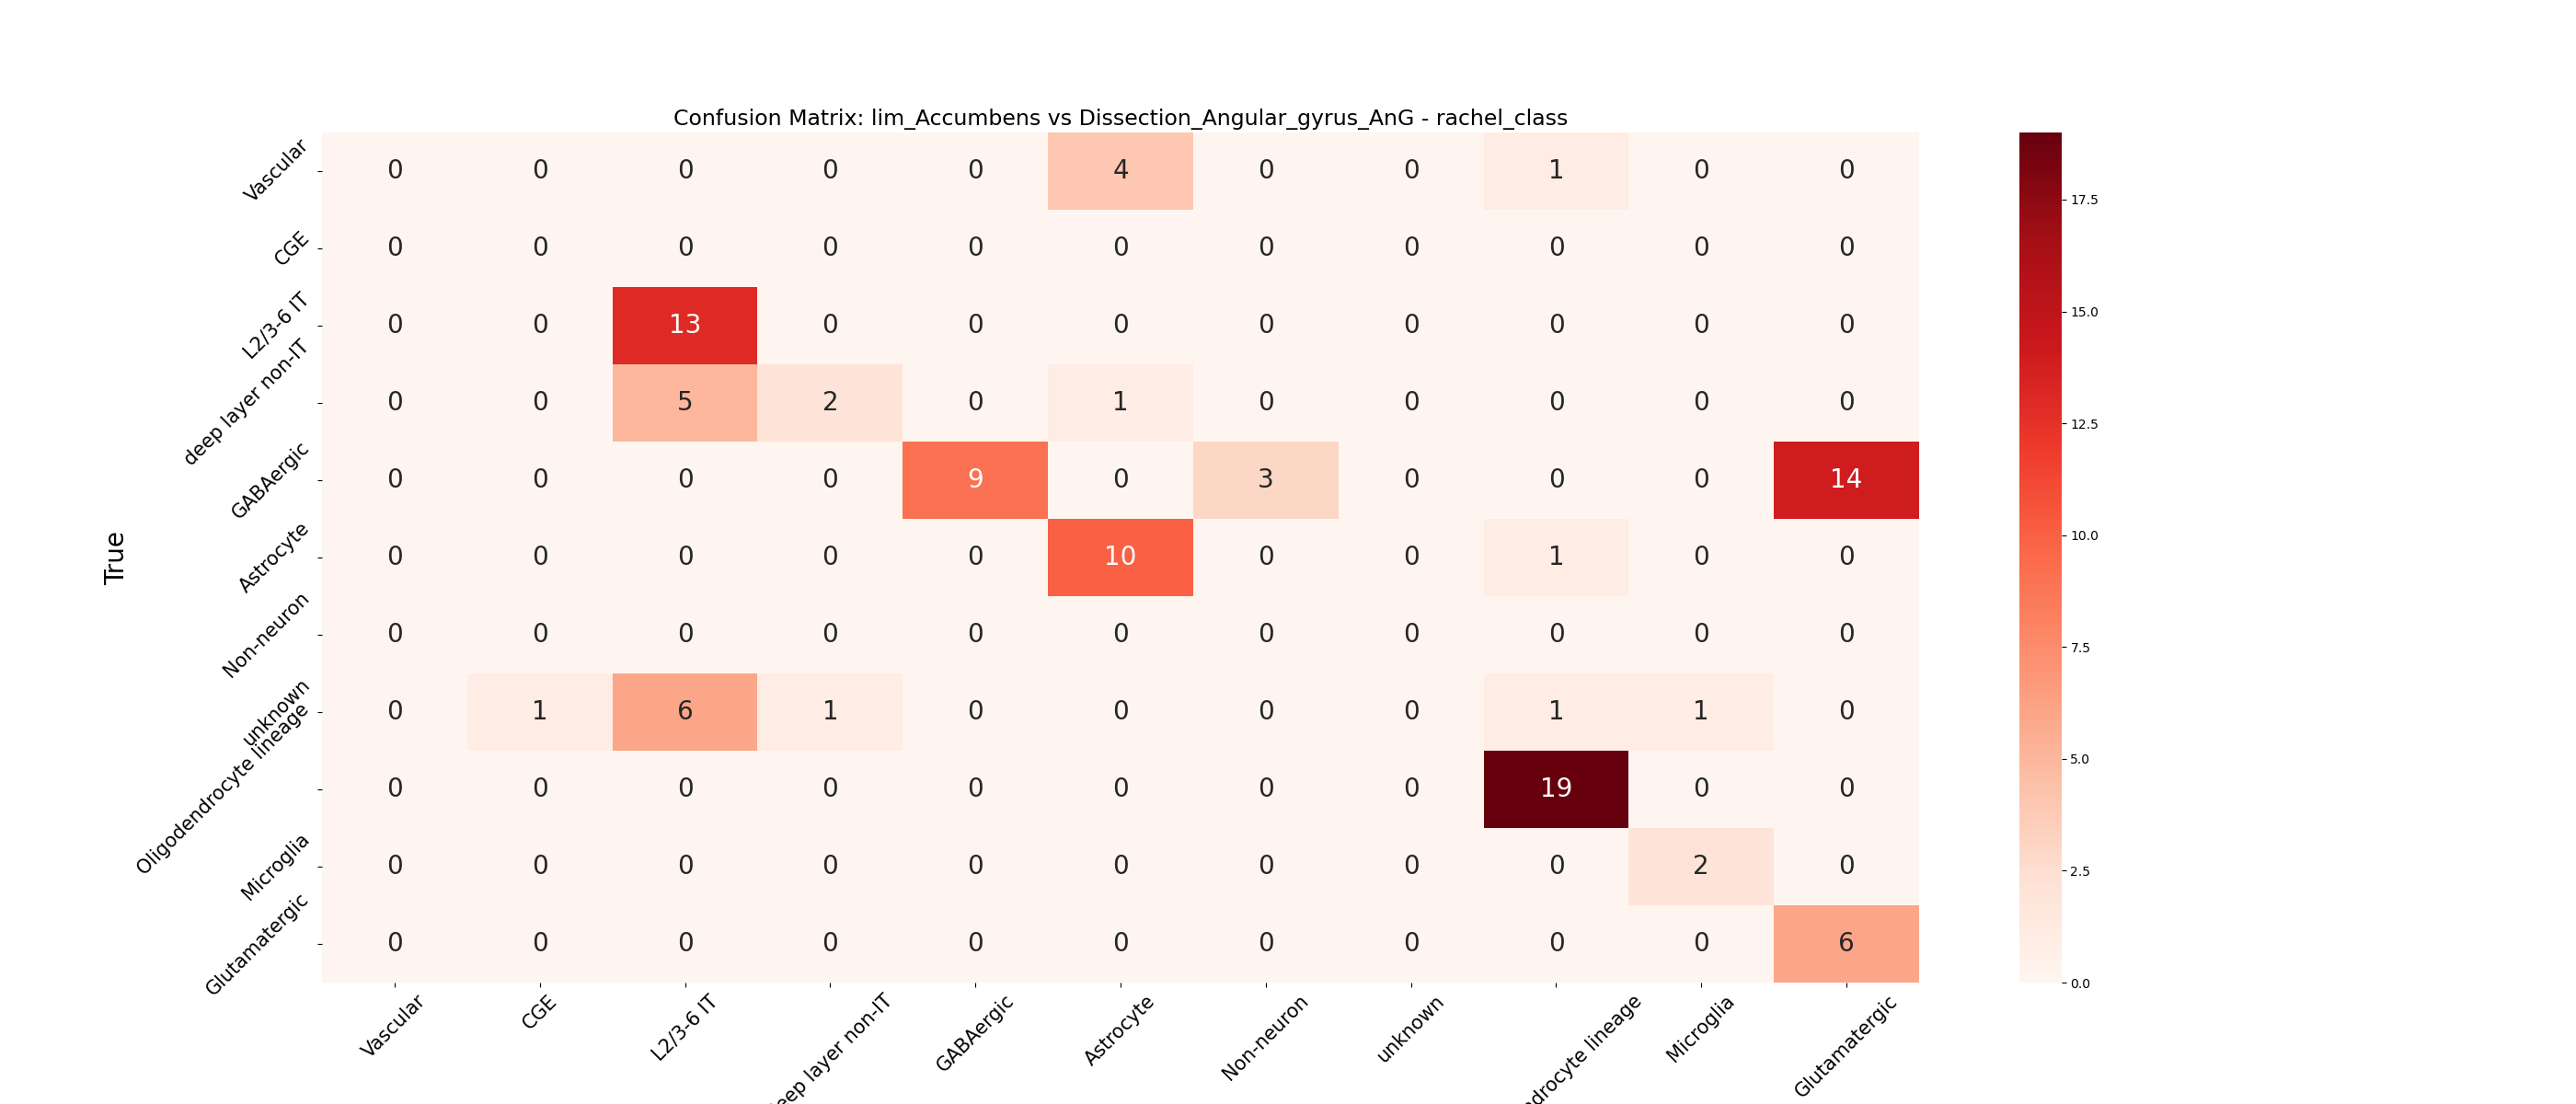 Confusion Matrix: lim_Accumbens vs Dissection_Angular_gyrus_AnG - rachel_class
True
Vascular 0 0 0 0 0 4 0 0 1 0 0
CGE 0 0 0 0 0 0 0 0 0 0 0
L2/3-6 IT 0 0 13 0 0 0 0 0 0 0 0
deep layer non-IT 0 0 5 2 0 1 0 0 0 0 0
GABAergic 0 0 0 0 9 0 3 0 0 0 14
Astrocyte 0 0 0 0 0 10 0 0 1 0 0
Non-neuron 0 0 0 0 0 0 0 0 0 0 0
unknown 0 1 6 1 0 0 0 0 1 1 0
Oligodendrocyte lineage 0 0 0 0 0 0 0 0 19 0 0
Microglia 0 0 0 0 0 0 0 0 0 2 0
Glutamatergic 0 0 0 0 0 0 0 0 0 0 6
Vascular CGE L2/3-6 IT eep layer non-IT GABAergic Astrocyte Non-neuron unknown ndrocyte lineage Microglia Glutamatergic
17.5
15.0
12.5
10.0
7.5
5.0
2.5
0.0